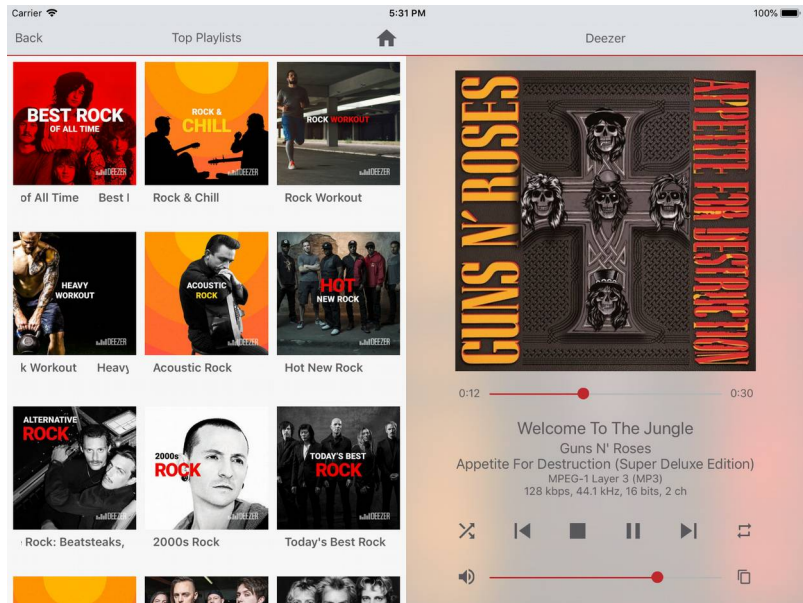 Carrier
5:31 PM
100%
Back
Top Playlists
Deezer
BEST ROCK
OF ALL TIME
DEEZER
ROCK &
CHILL
DEEZER
ROCK WORKOUT
DEEZER
of All Time Best
Rock & Chill
Rock Workout
HEAVY
WORKOUT
DEEZER
ACOUSTIC
ROCK
DEEZER
HOT
NEW ROCK
DEEZER
k Workout Heavy
Acoustic Rock
Hot New Rock
ALTERNATIVE
ROCK
DEEZER
2000s
ROCK
DEEZER
TODAY'S BEST
ROCK
DEEZER
Rock: Beatsteaks,
2000s Rock
Today's Best Rock
GUNS N' ROSES
APPETITE FOR DESTRUCTION
0:12
0:30
Welcome To The Jungle
Guns N' Roses
Appetite For Destruction (Super Deluxe Edition)
MPEG-1 Layer 3 (MP3)
128 kbps, 44.1 kHz, 16 bits, 2 ch